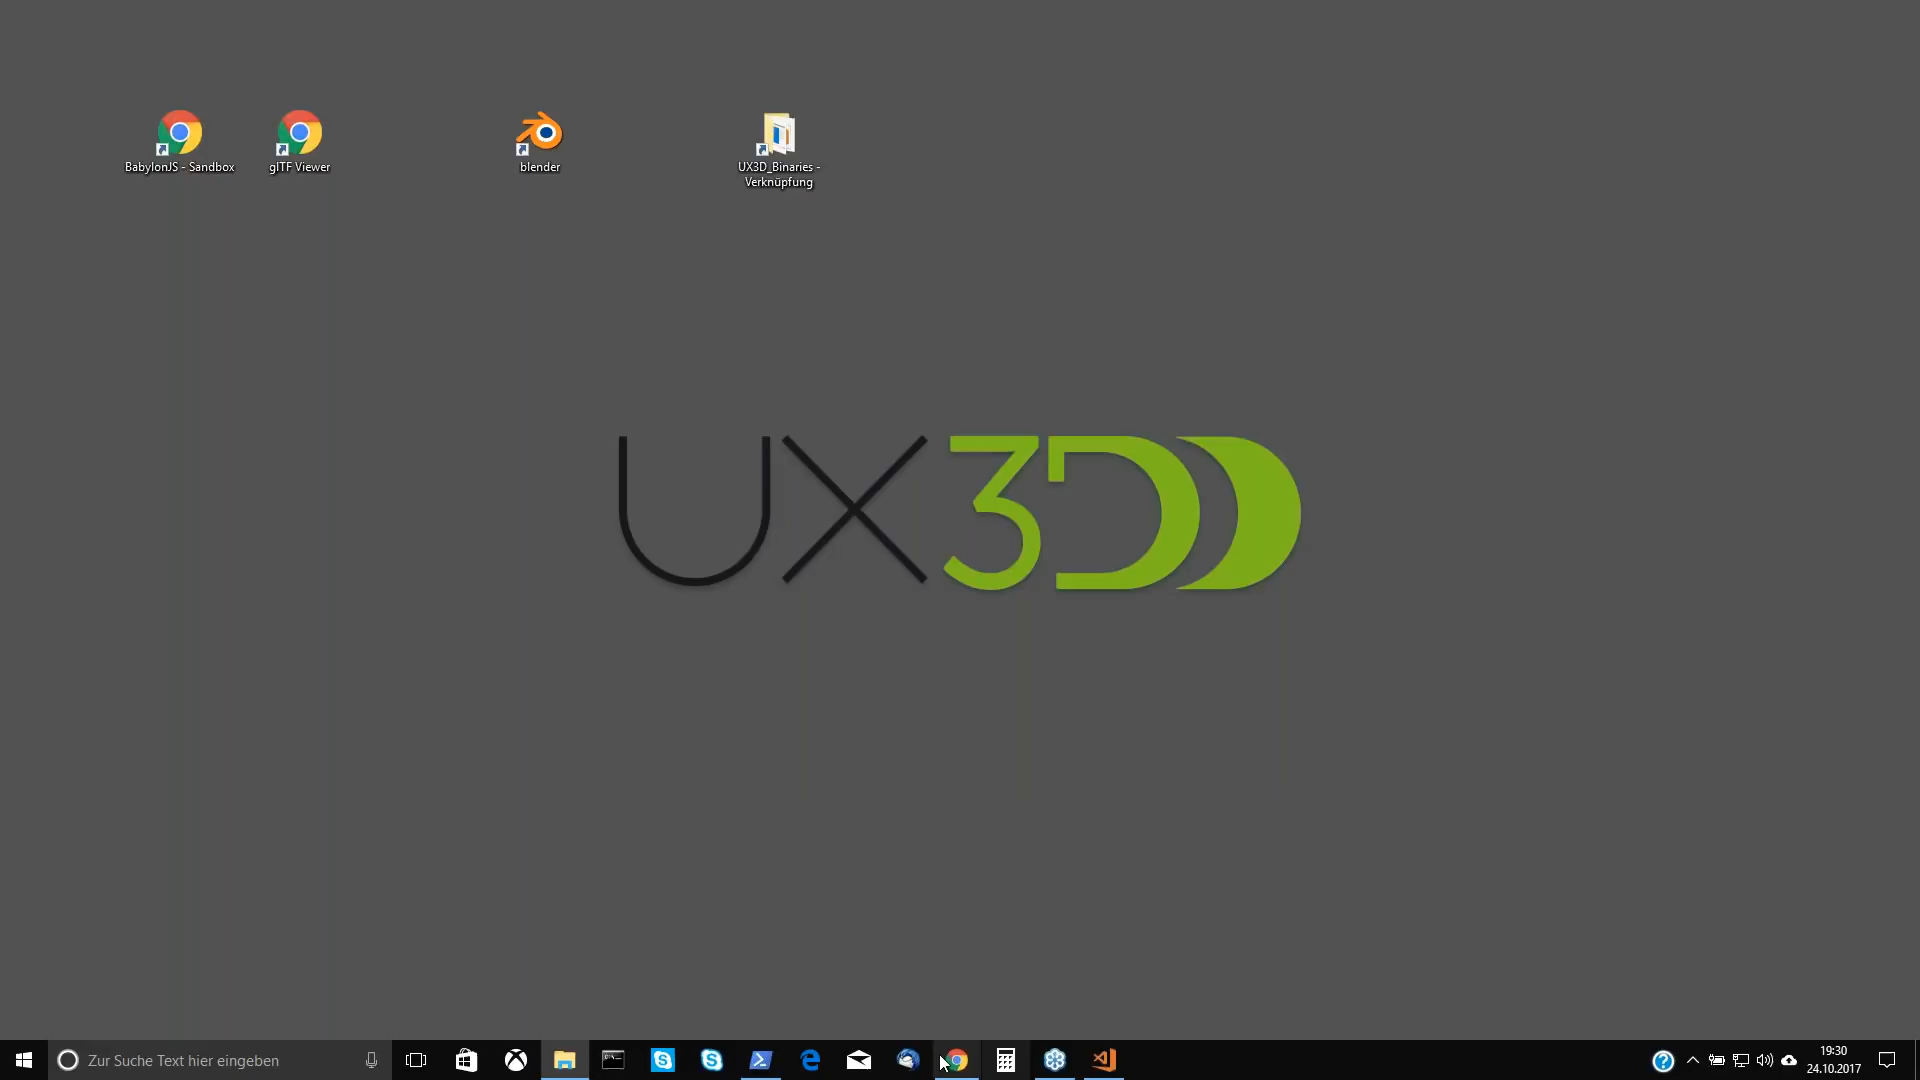 BabylonJS - Sandbox
glTF Viewer
blender
UX3D_Binaries -
Verknüpfung
UX3D
Zur Suche Text hier eingeben
19:30
24.10.2017